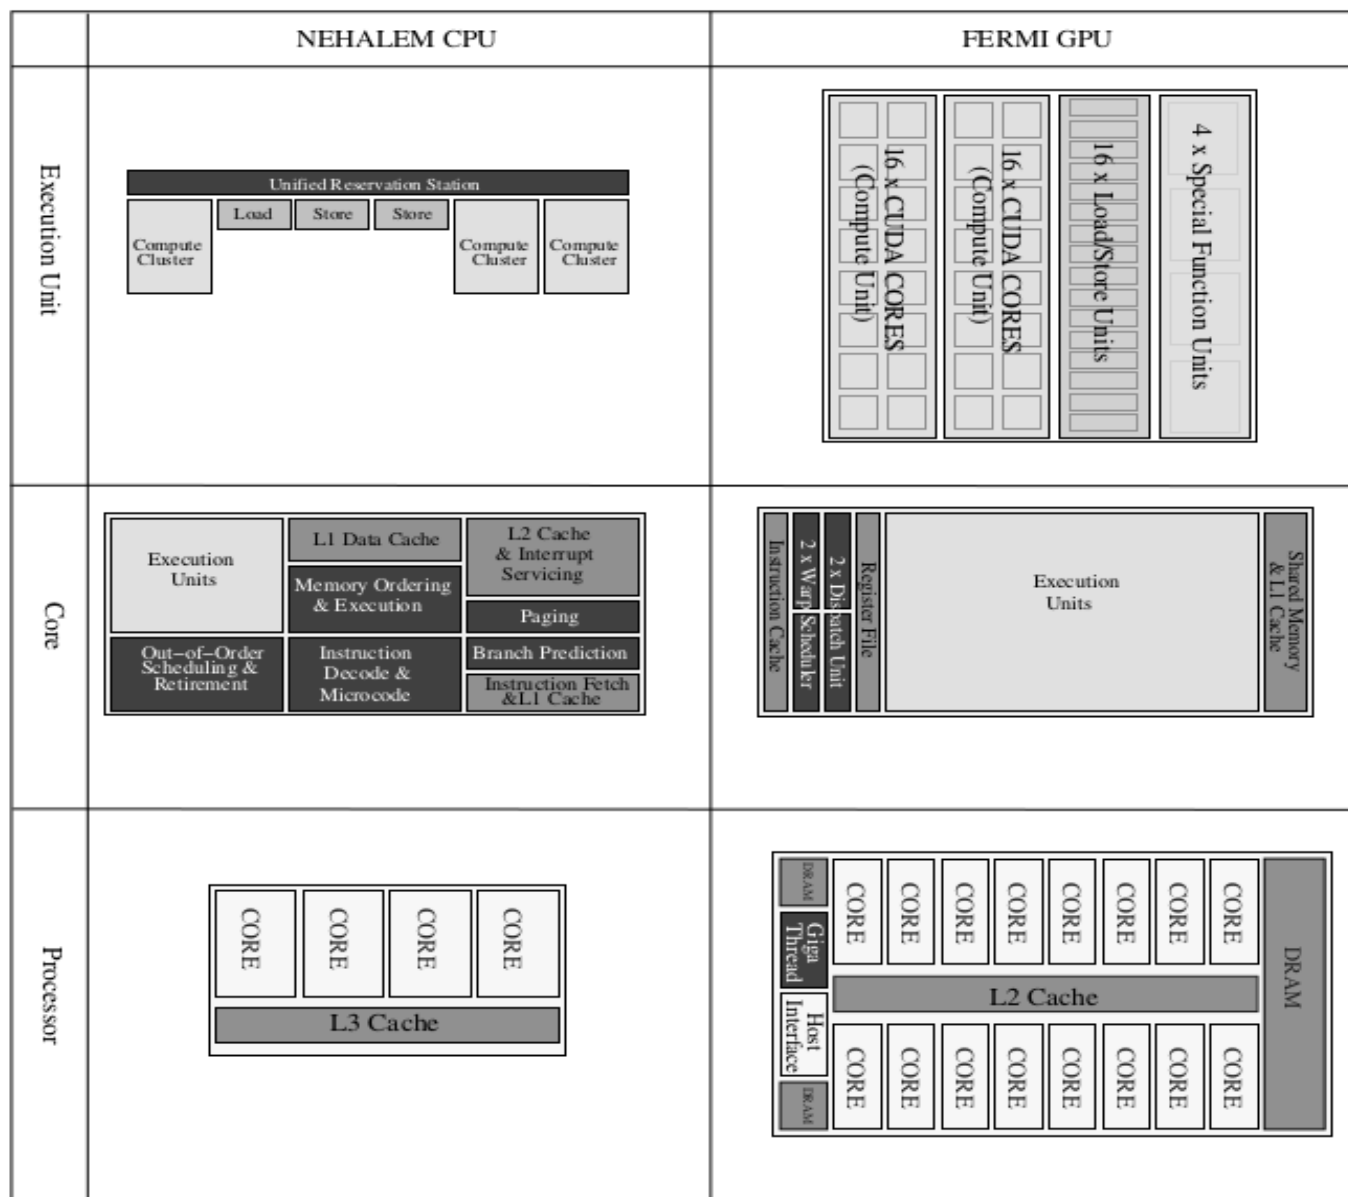 NEHALEM CPU
FERMI GPU
Execution Unit
Unified Reservation Station
Compute
Cluster
Load
Store
Store
Compute
Cluster
Compute
Cluster
16 x CUDA CORES
(Compute Unit)
16 x CUDA CORES
(Compute Unit)
16 x Load/Store Units
4 x Special Function Units
Core
Execution
Units
L1 Data Cache
L2 Cache
& Interrupt
Servicing
Memory Ordering
& Execution
Paging
Out-of-Order
Scheduling &
Retirement
Instruction
Decode &
Microcode
Branch Prediction
Instruction Fetch
&L1 Cache
Instruction Cache
2 x Warp Scheduler
2 x Dispatch Unit
Register File
Execution
Units
Shared Memory
& L1 Cache
Processor
CORE
CORE
CORE
CORE
L3 Cache
DRAM
Giga
Thread
Host
Interface
DRAM
CORE
CORE
CORE
CORE
CORE
CORE
CORE
CORE
L2 Cache
CORE
CORE
CORE
CORE
CORE
CORE
CORE
CORE
DRAM